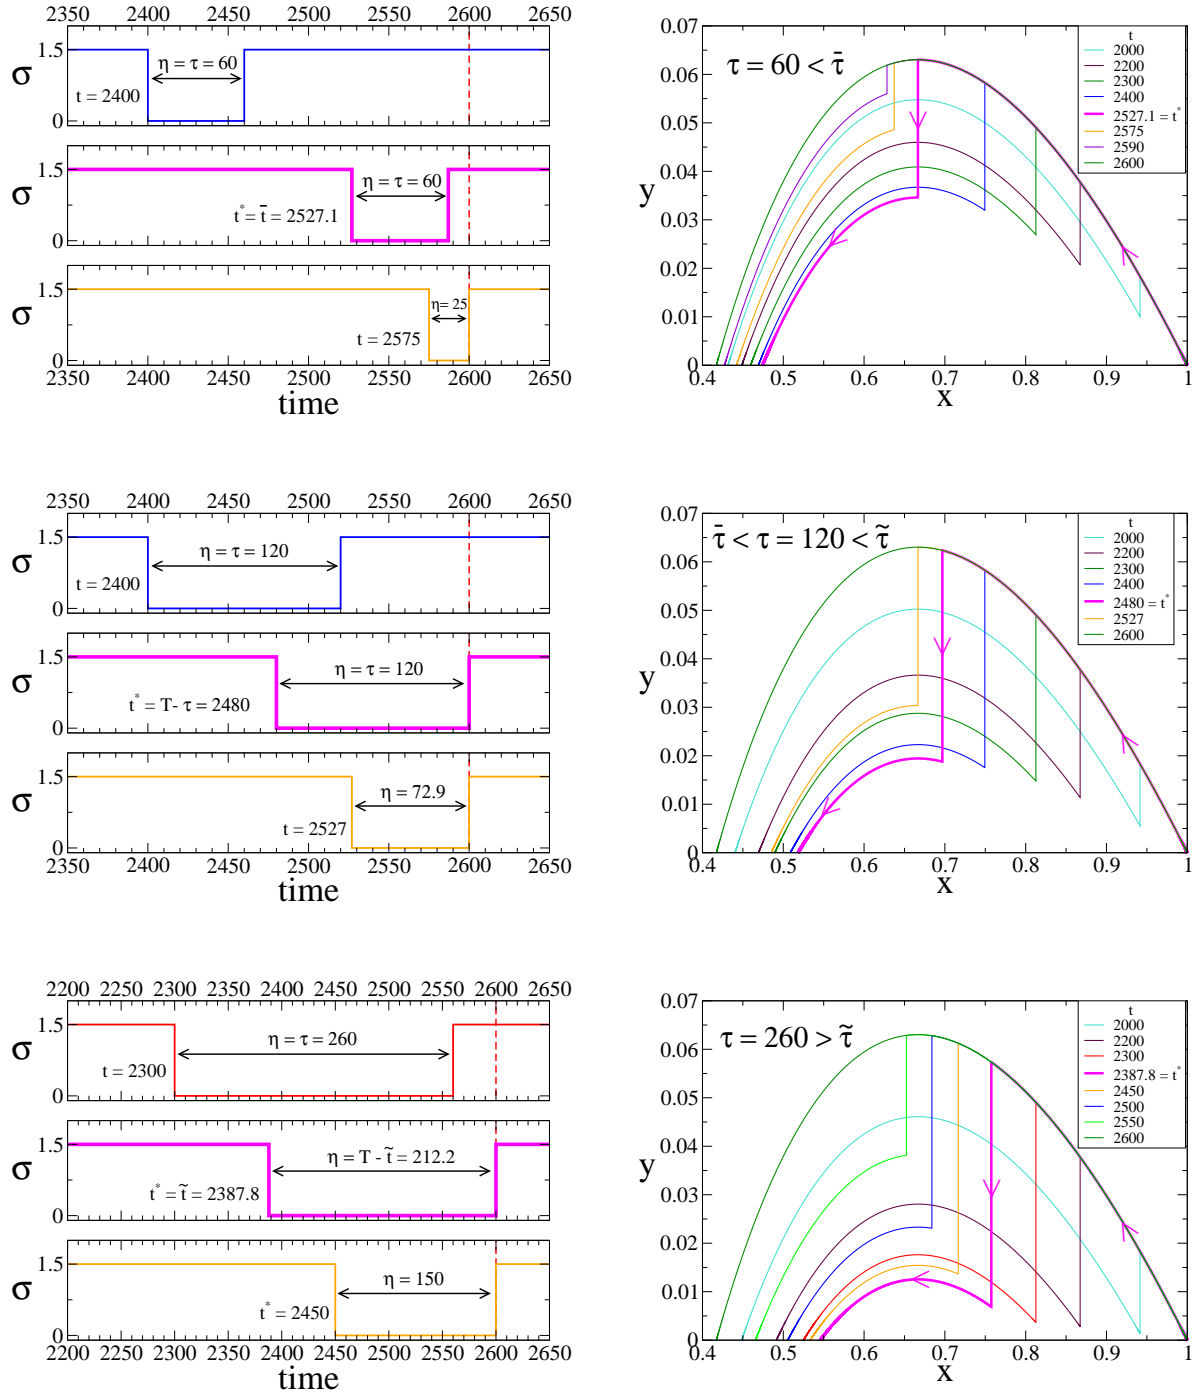 2350 2400 2450 2500 2550 2600 2650
1.5
σ
0
η = τ = 60
t = 2400
1.5
σ
0
η = τ = 60
t* = t̄ = 2527.1
1.5
σ
0
η= 25
t = 2575
2350 2400 2450 2500 2550 2600 2650
time
0.07
0.06
0.05
0.04
0.03
0.02
0.01
0
y
τ = 60 < τ̄
t
2000
2200
2300
2400
2527.1 = t*
2575
2590
2600
0.4 0.5 0.6 0.7 0.8 0.9 1
x
2350 2400 2450 2500 2550 2600 2650
1.5
σ
0
η = τ = 120
t = 2400
1.5
σ
0
η = τ = 120
t* = T- τ = 2480
1.5
σ
0
η = 72.9
t = 2527
2350 2400 2450 2500 2550 2600 2650
time
0.07
0.06
0.05
0.04
0.03
0.02
0.01
0
y
τ̄ < τ = 120 < τ̃
t
2000
2200
2300
2400
2480 = t*
2527
2600
0.4 0.5 0.6 0.7 0.8 0.9 1
x
2200 2250 2300 2350 2400 2450 2500 2550 2600 2650
1.5
σ
0
η = τ = 260
t = 2300
1.5
σ
0
η = T - t̃ = 212.2
t* = t̃ = 2387.8
1.5
σ
0
η = 150
t* = 2450
2200 2250 2300 2350 2400 2450 2500 2550 2600 2650
time
0.07
0.06
0.05
0.04
0.03
0.02
0.01
0
y
τ = 260 > τ̃
t
2000
2200
2300
2387.8 = t*
2450
2500
2550
2600
0.4 0.5 0.6 0.7 0.8 0.9 1
x